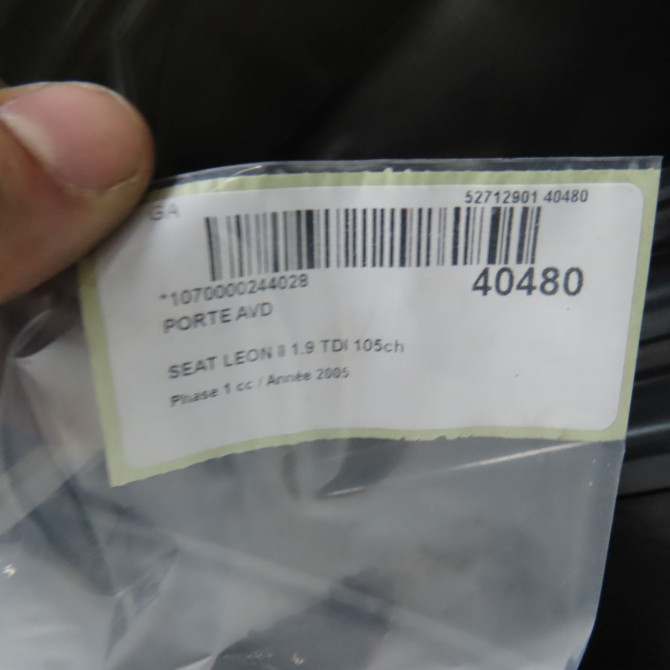 GA
52712901 40480
*1070000244028
40480
PORTE AVD
SEAT LEON II 1.9 TDI 105ch
Phase 1 cc / Année 2005